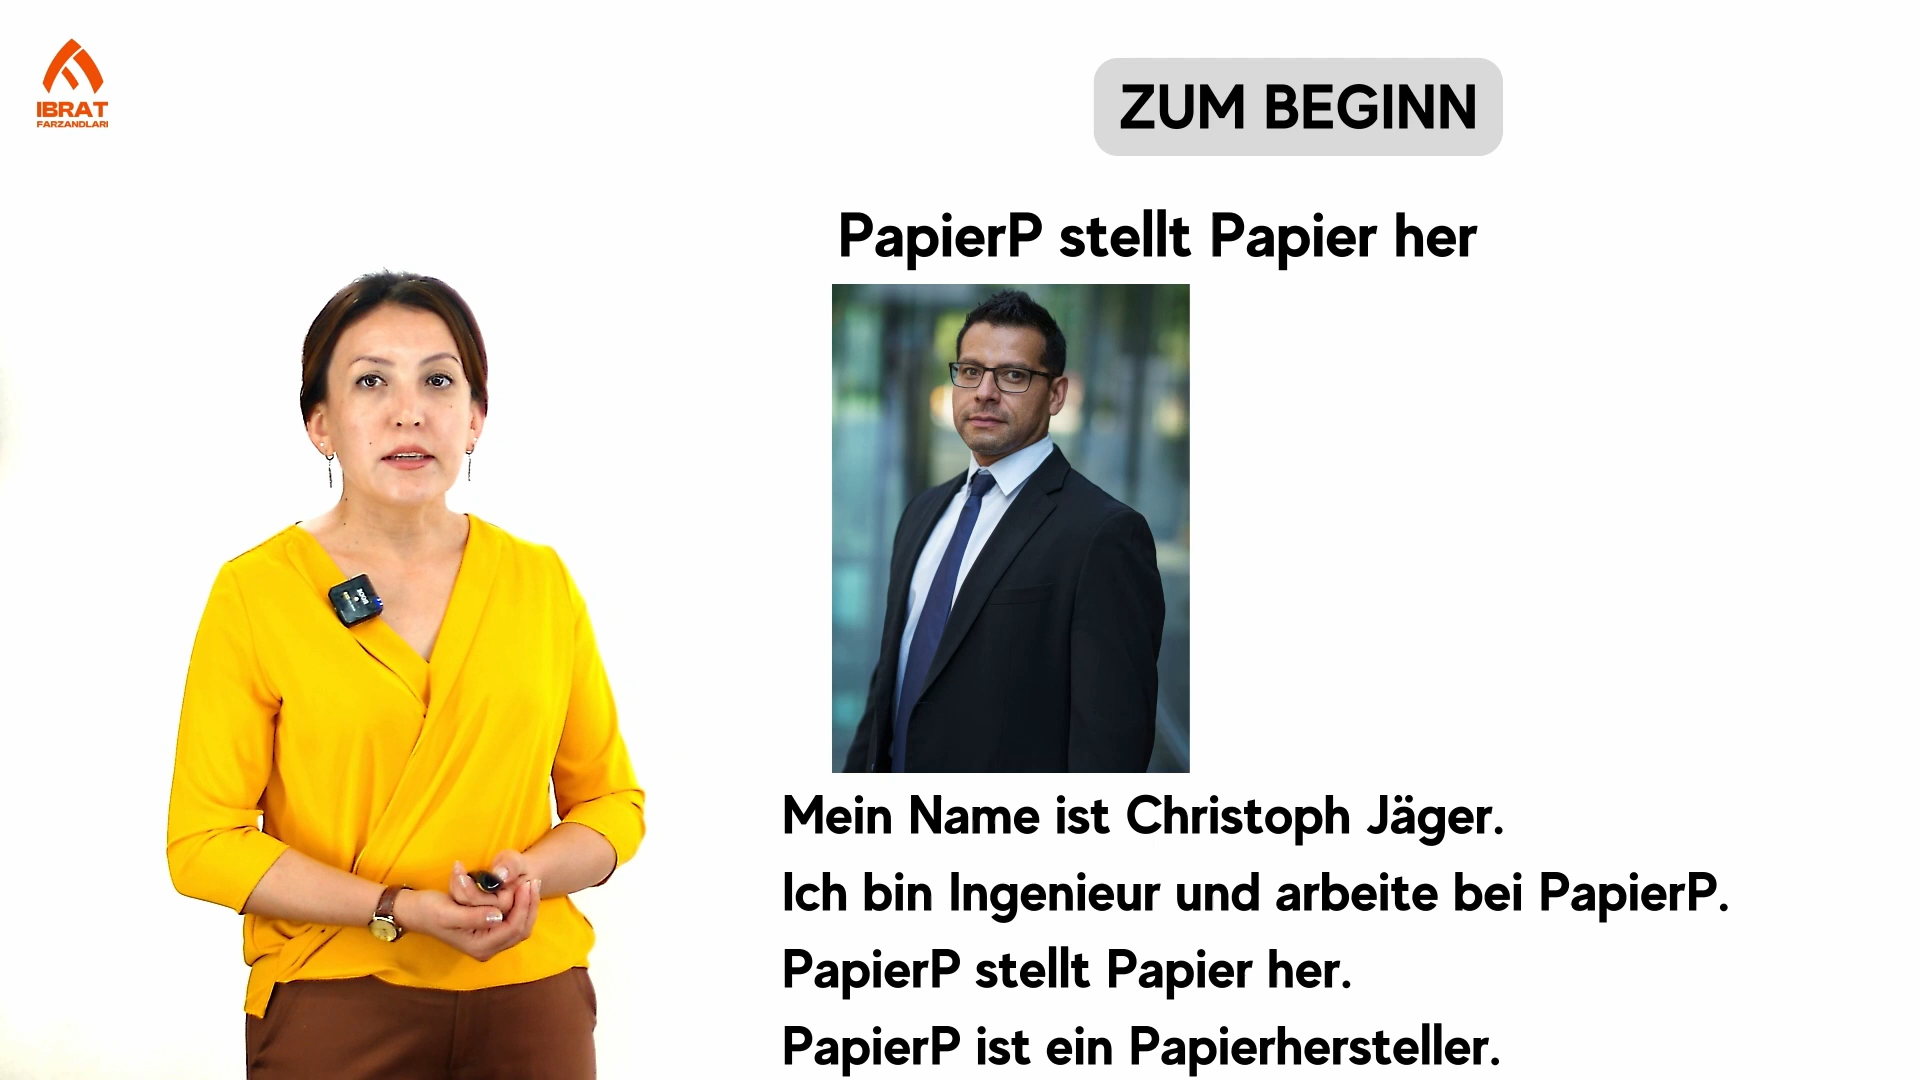 IBRAT
FARZANDLARI
ZUM BEGINN
PapierP stellt Papier her
Mein Name ist Christoph Jäger.
Ich bin Ingenieur und arbeite bei PapierP.
PapierP stellt Papier her.
PapierP ist ein Papierhersteller.